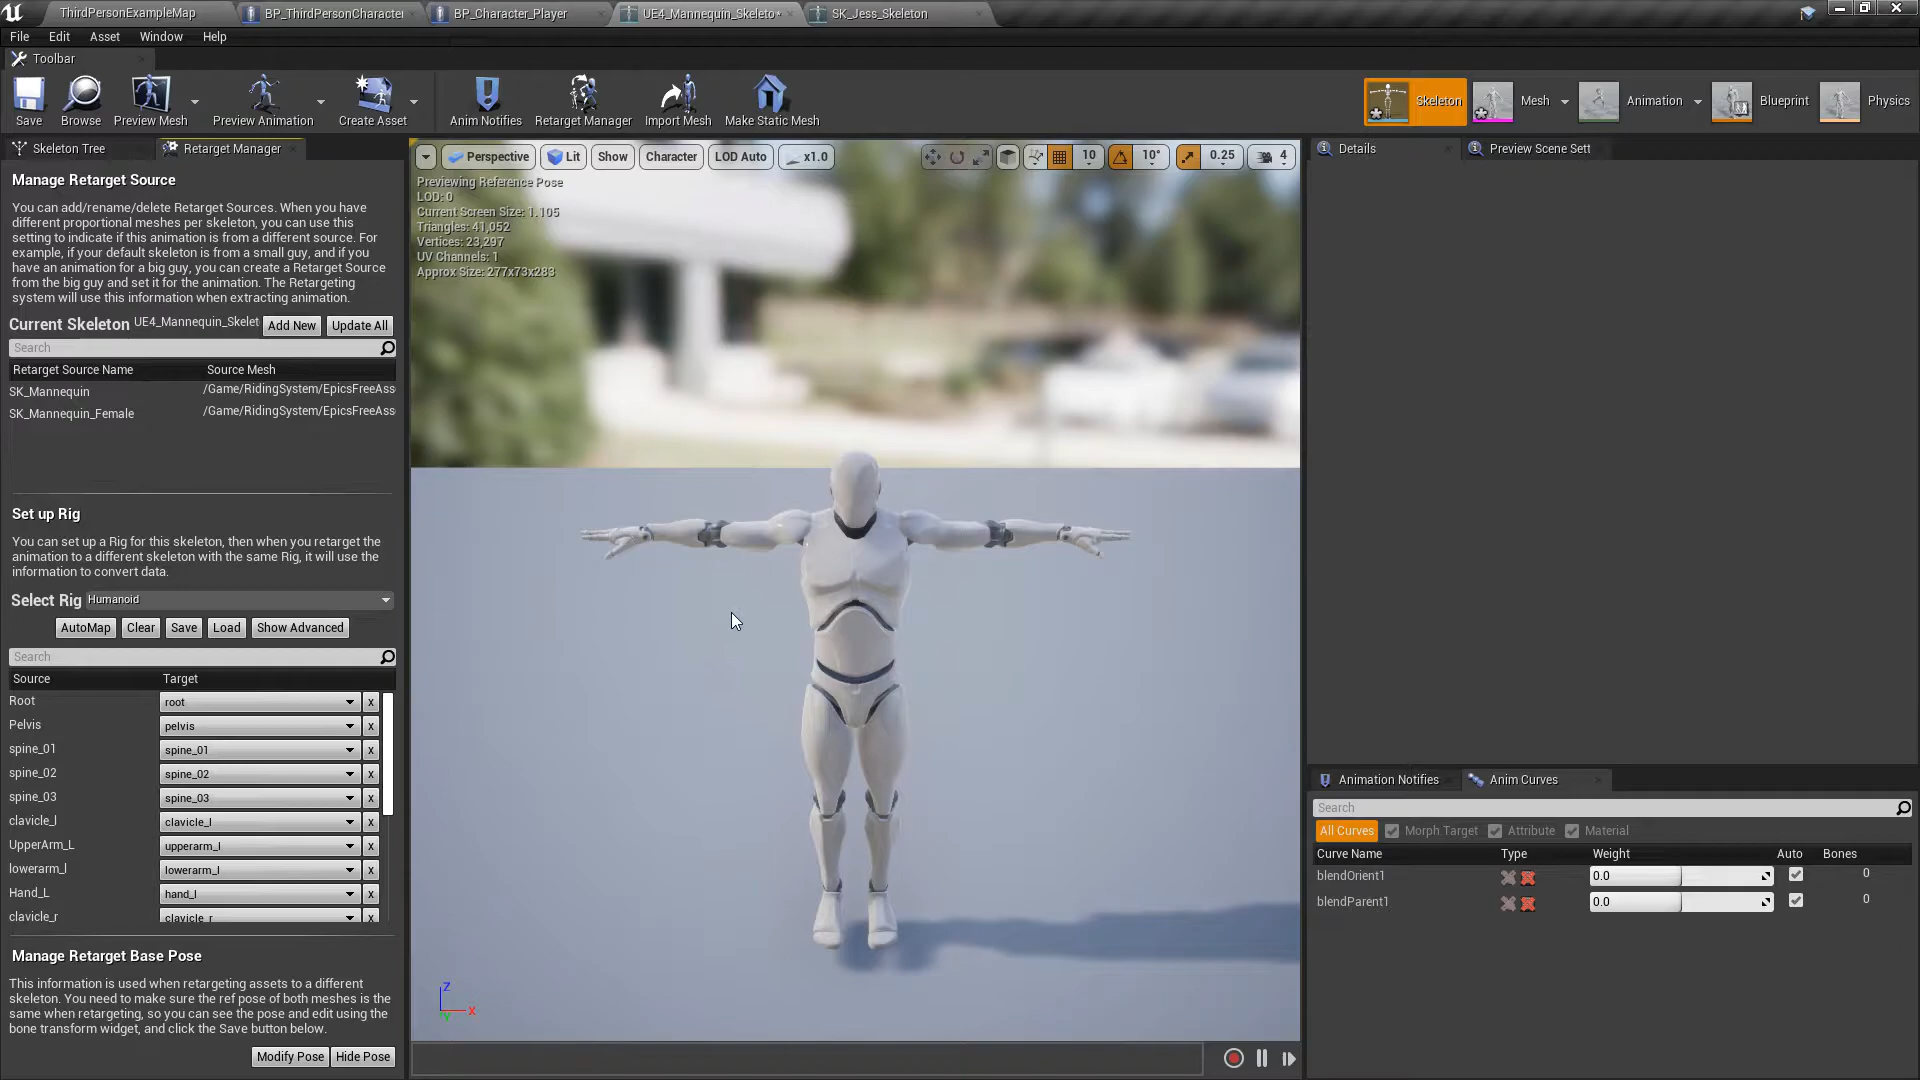 ThirdPersonExampleMap
BP_ThirdPersonCharacter
BP_Character_Player
UE4_Mannequin_Skeleto*
SK_Jess_Skeleton
File Edit Asset Window Help
Toolbar
Save
Browse
Preview Mesh
Preview Animation
Create Asset
Anim Notifies
Retarget Manager
Import Mesh
Make Static Mesh
Skeleton
Mesh
Animation
Blueprint
Physics
Skeleton Tree
Retarget Manager
Manage Retarget Source
You can add/rename/delete Retarget Sources. When you have
different proportional meshes per skeleton, you can use this
setting to indicate if this animation is from a different source. For
example, if your default skeleton is from a small guy, and if you
have an animation for a big guy, you can create a Retarget Source
from the big guy and set it for the animation. The Retargeting
system will use this information when extracting animation.
Current Skeleton UE4_Mannequin_Skelet Add New Update All
Search
Retarget Source Name Source Mesh
SK_Mannequin /Game/RidingSystem/EpicsFreeAss
SK_Mannequin_Female /Game/RidingSystem/EpicsFreeAss
Set up Rig
You can set up a Rig for this skeleton, then when you retarget the
animation to a different skeleton with the same Rig, it will use the
information to convert data.
Select Rig Humanoid
AutoMap Clear Save Load Show Advanced
Search
Source Target
Root root x
Pelvis pelvis x
spine_01 spine_01 x
spine_02 spine_02 x
spine_03 spine_03 x
clavicle_l clavicle_l x
UpperArm_L upperarm_l x
lowerarm_l lowerarm_l x
Hand_L hand_l x
clavicle_r clavicle_r x
Manage Retarget Base Pose
This information is used when retargeting assets to a different
skeleton. You need to make sure the ref pose of both meshes is the
same when retargeting, so you can see the pose and edit using the
bone transform widget, and click the Save button below.
Modify Pose Hide Pose
Perspective Lit Show Character LOD Auto x1.0 10 10° 0.25 4
Previewing Reference Pose
LOD: 0
Current Screen Size: 1.105
Triangles: 41,052
Vertices: 23,297
UV Channels: 1
Approx Size: 277x73x283
Z
X
Y
Details
Preview Scene Sett
Animation Notifies
Anim Curves
Search
All Curves Morph Target Attribute Material
Curve Name Type Weight Auto Bones
blendOrient1 0.0 0
blendParent1 0.0 0